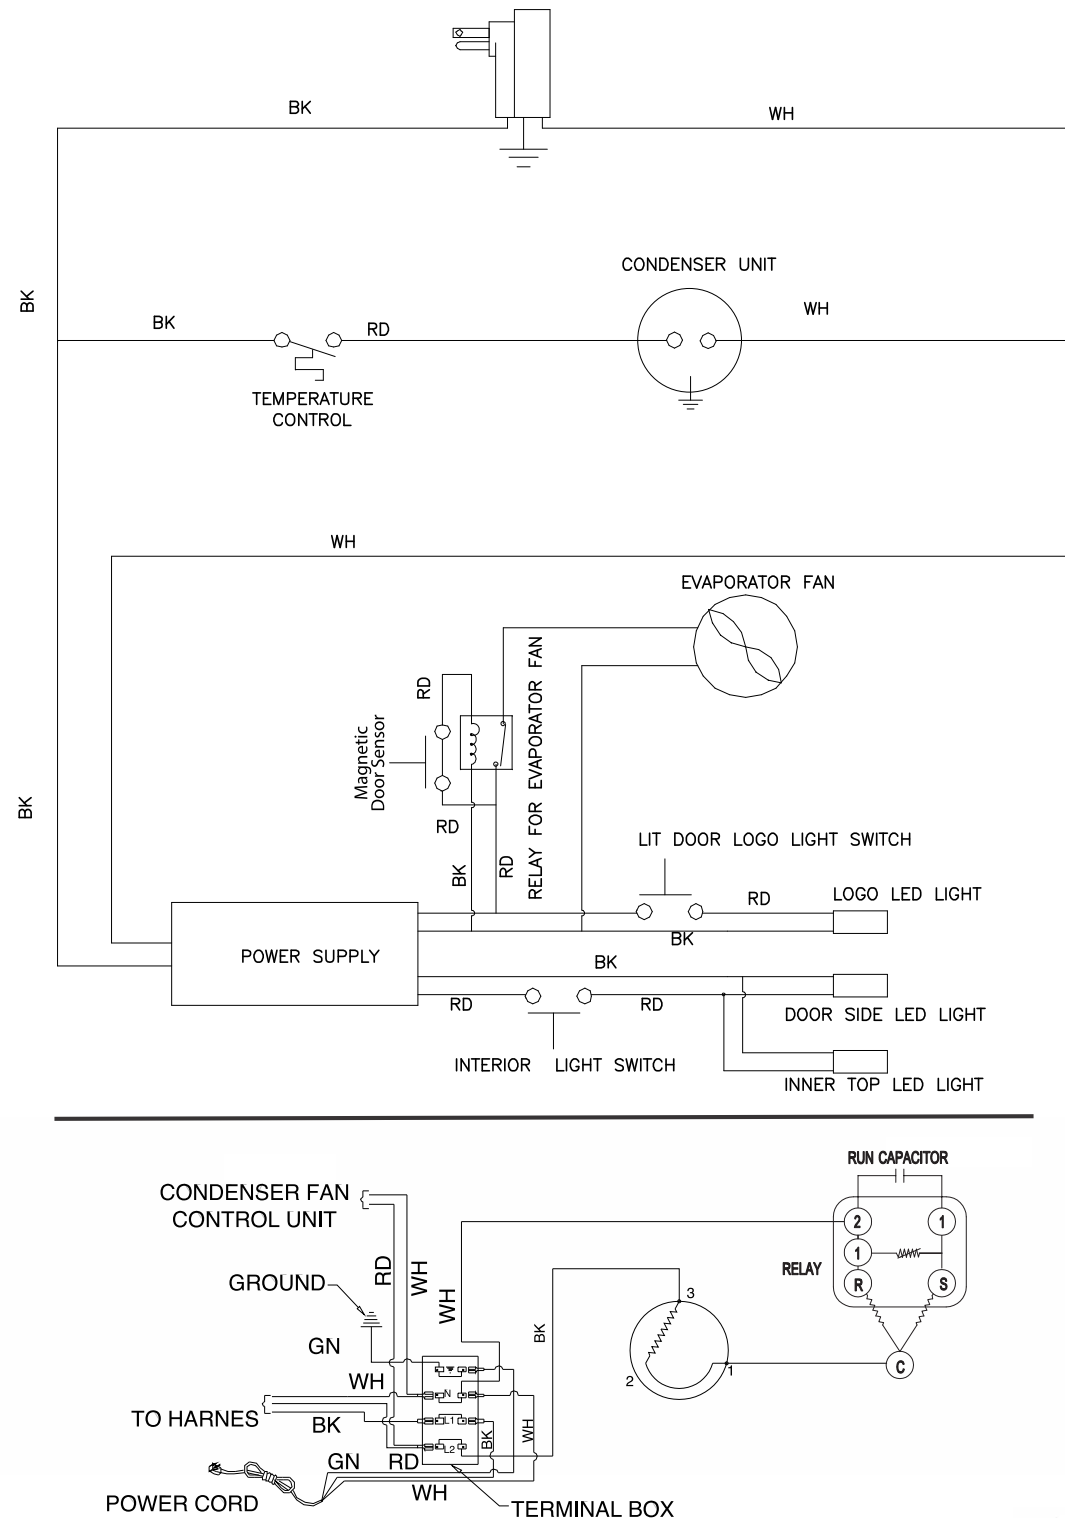 BK
WH
CONDENSER UNIT
BK
BK
RD
WH
TEMPERATURE
CONTROL
WH
EVAPORATOR FAN
RD
Magnetic
Door Sensor
RELAY FOR EVAPORATOR FAN
BK
RD
BK
RD
LIT DOOR LOGO LIGHT SWITCH
RD
LOGO LED LIGHT
BK
POWER SUPPLY
BK
RD
RD
DOOR SIDE LED LIGHT
INTERIOR LIGHT SWITCH
INNER TOP LED LIGHT
RUN CAPACITOR
CONDENSER FAN
CONTROL UNIT
2
1
1
RELAY
R
S
C
RD
WH
WH
GROUND
3
BK
GN
1
2
WH
N
TO HARNES
BK
L1
BK
WH
L2
GN
RD
WH
POWER CORD
TERMINAL BOX